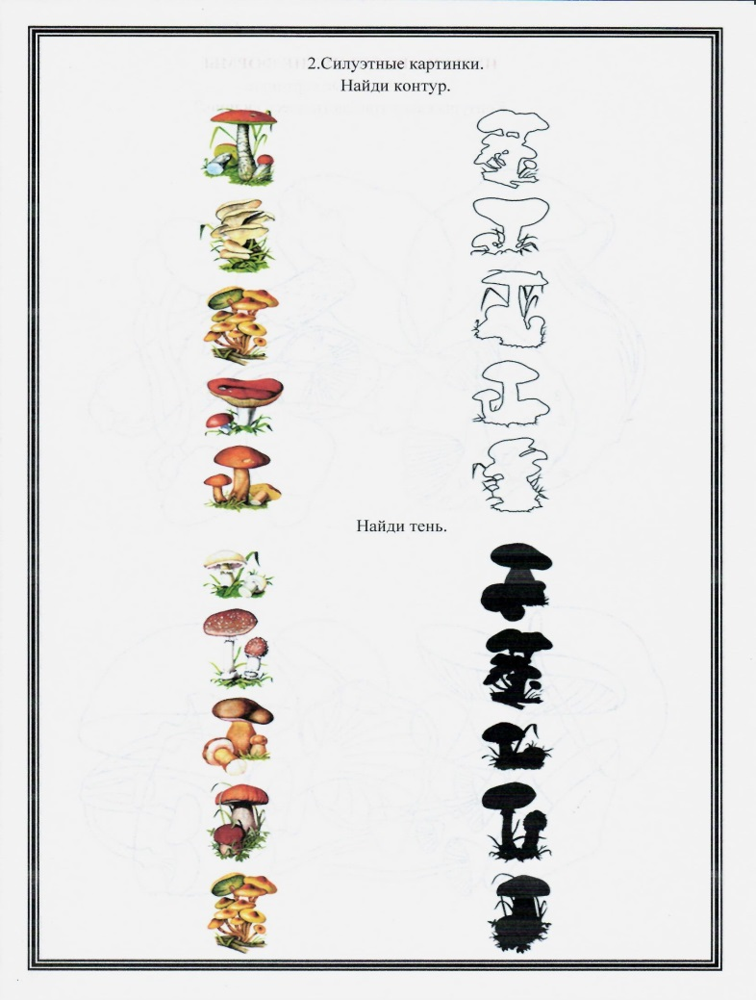 2.Силуэтные картинки.
Найди контур.
Найди тень.